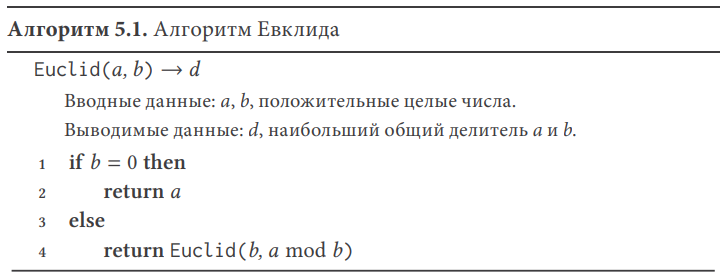 Алгоритм 5.1. Алгоритм Евклида
Euclid(a, b) → d
Вводные данные: a, b, положительные целые числа.
Выводимые данные: d, наибольший общий делитель a и b.
1 if b = 0 then
2 return a
3 else
4 return Euclid(b, a mod b)